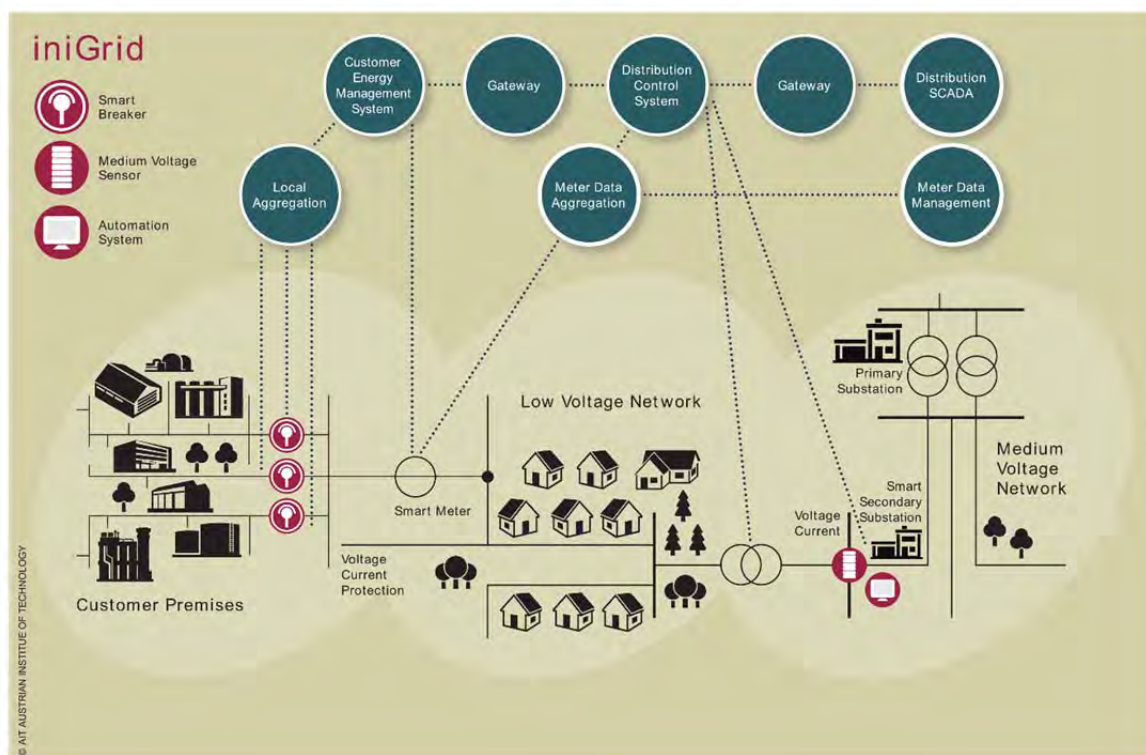 iniGrid
Smart
Breaker
Medium Voltage
Sensor
Automation
System
Customer
Energy
Management
System
Gateway
Distribution
Control
System
Gateway
Distribution
SCADA
Local
Aggregation
Meter Data
Aggregation
Meter Data
Management
Primary
Substation
Low Voltage Network
Medium
Voltage
Network
Smart
Secondary
Substation
Voltage
Current
Smart Meter
Voltage
Current
Protection
Customer Premises
© AIT AUSTRIAN INSTITUE OF TECHNOLOGY